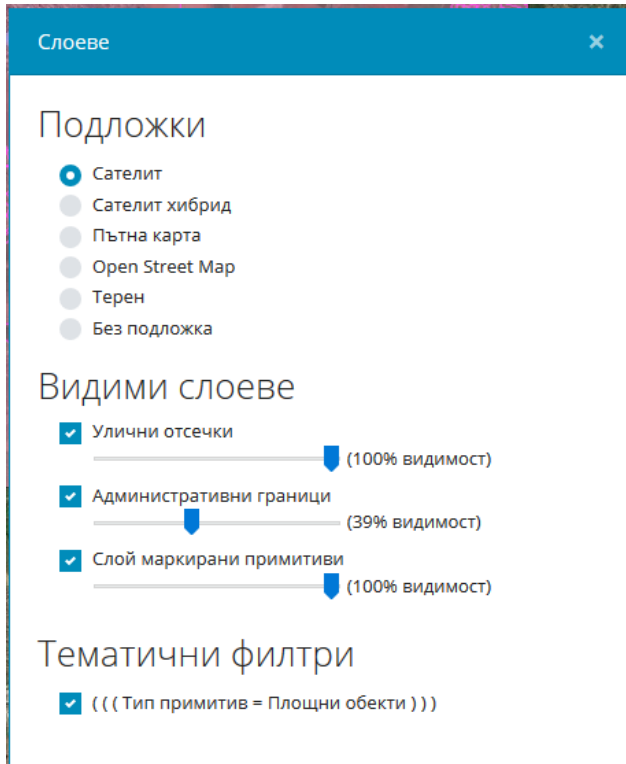 Слоеве
Подложки
Сателит
Сателит хибрид
Пътна карта
Open Street Map
Терен
Без подложка
Видими слоеве
Улични отсечки
(100% видимост)
Административни граници
(39% видимост)
Слой маркирани примитиви
(100% видимост)
Тематични филтри
( ( ( Тип примитив = Площни обекти ) ) )